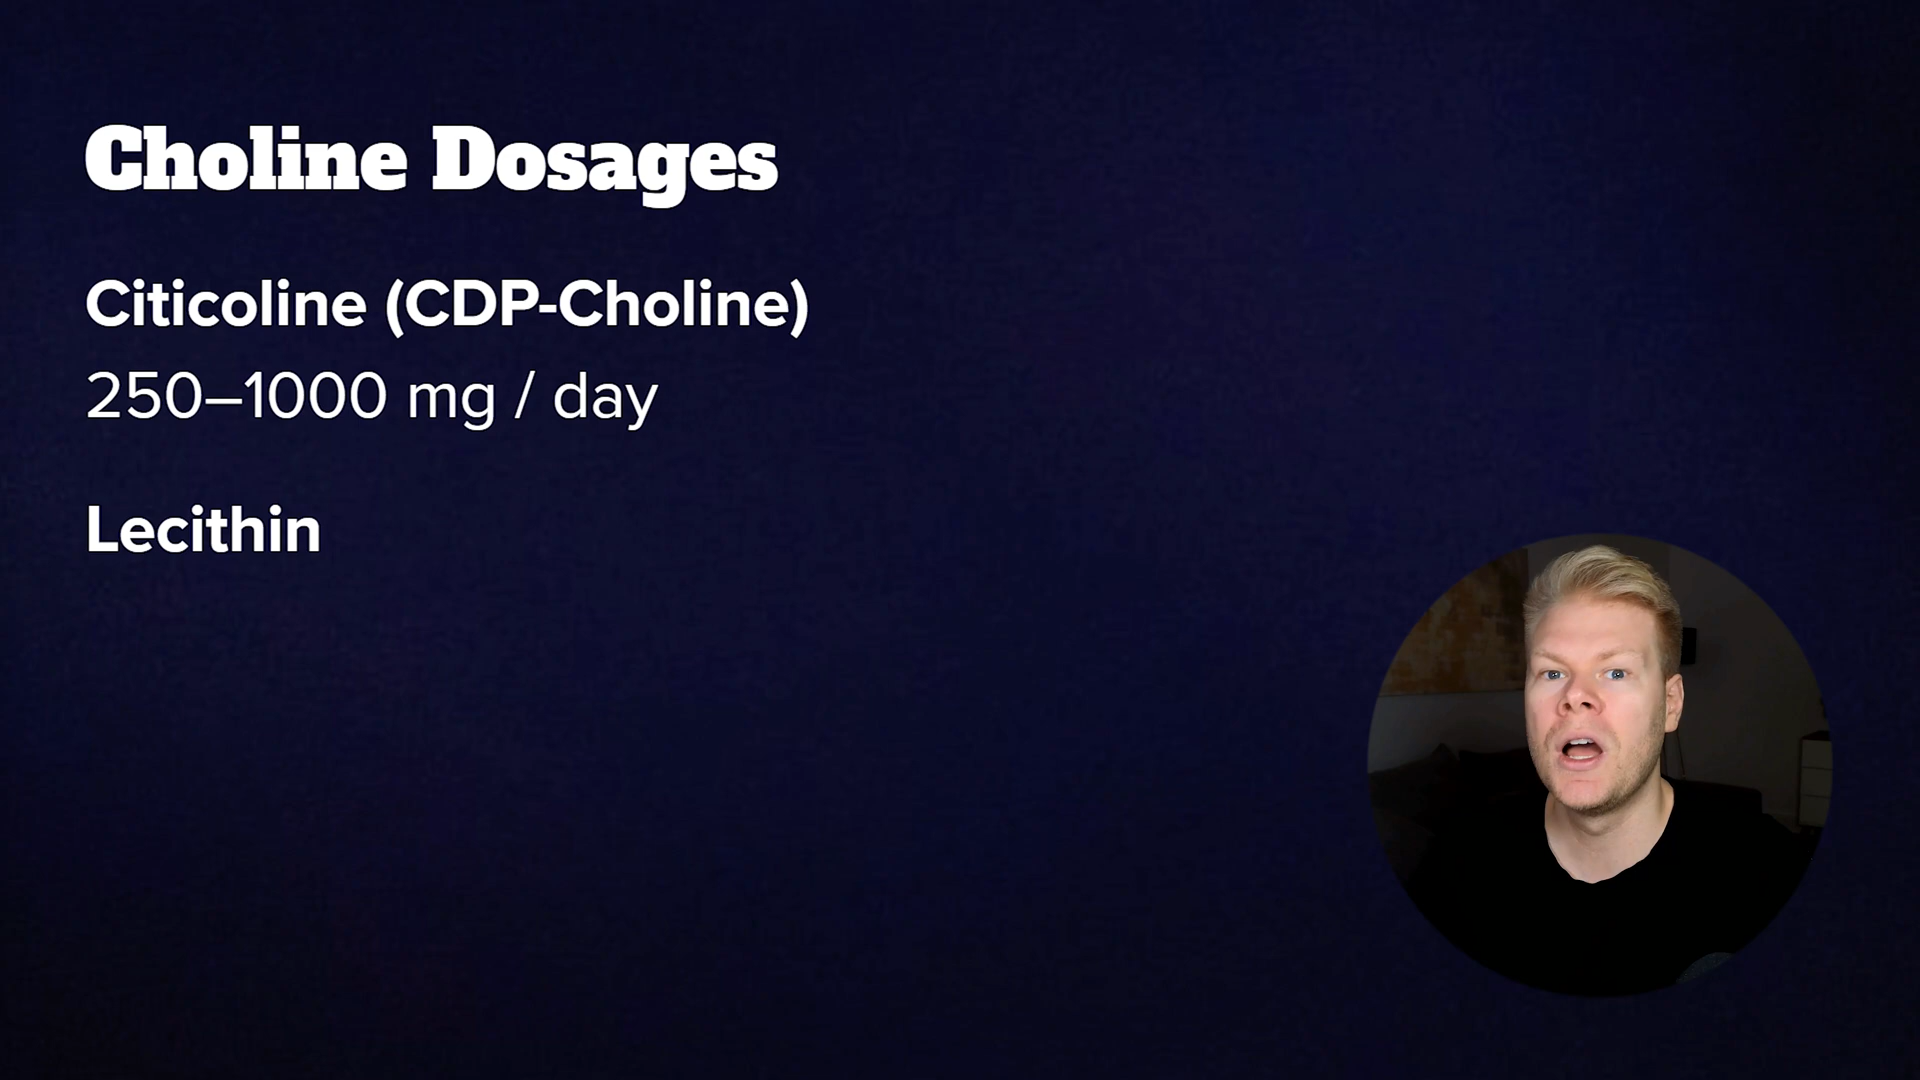 Choline Dosages
Citicoline (CDP-Choline)
250–1000 mg / day
Lecithin